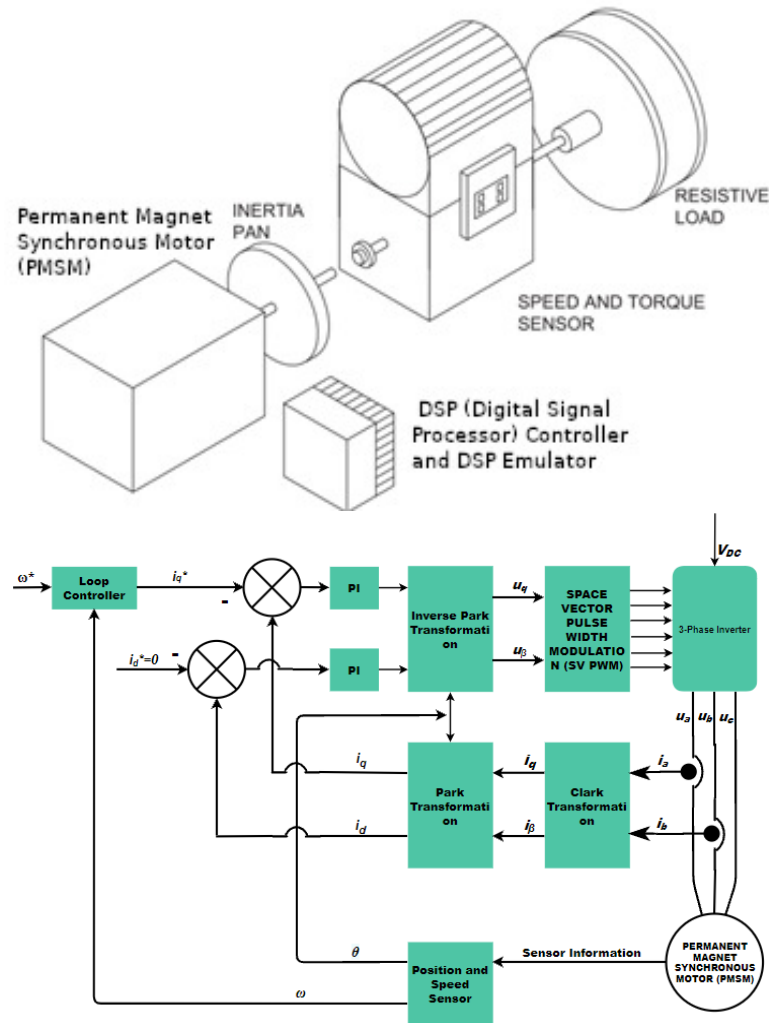 Permanent Magnet
Synchronous Motor
(PMSM)
INERTIA
PAN
RESISTIVE
LOAD
SPEED AND TORQUE
SENSOR
DSP (Digital Signal
Processor) Controller
and DSP Emulator
V_DC
ω*
Loop
Controller
i_q*
-
PI
Inverse Park
Transformati
on
u_q
u_β
SPACE
VECTOR
PULSE
WIDTH
MODULATIO
N (SV PWM)
3-Phase Inverter
i_d*=0
-
PI
u_a u_b u_c
i_q
i_d
Park
Transformati
on
i_q
i_β
Clark
Transformati
on
i_a
i_b
θ
ω
Position and
Speed
Sensor
Sensor Information
PERMANENT
MAGNET
SYNCHRONOUS
MOTOR (PMSM)